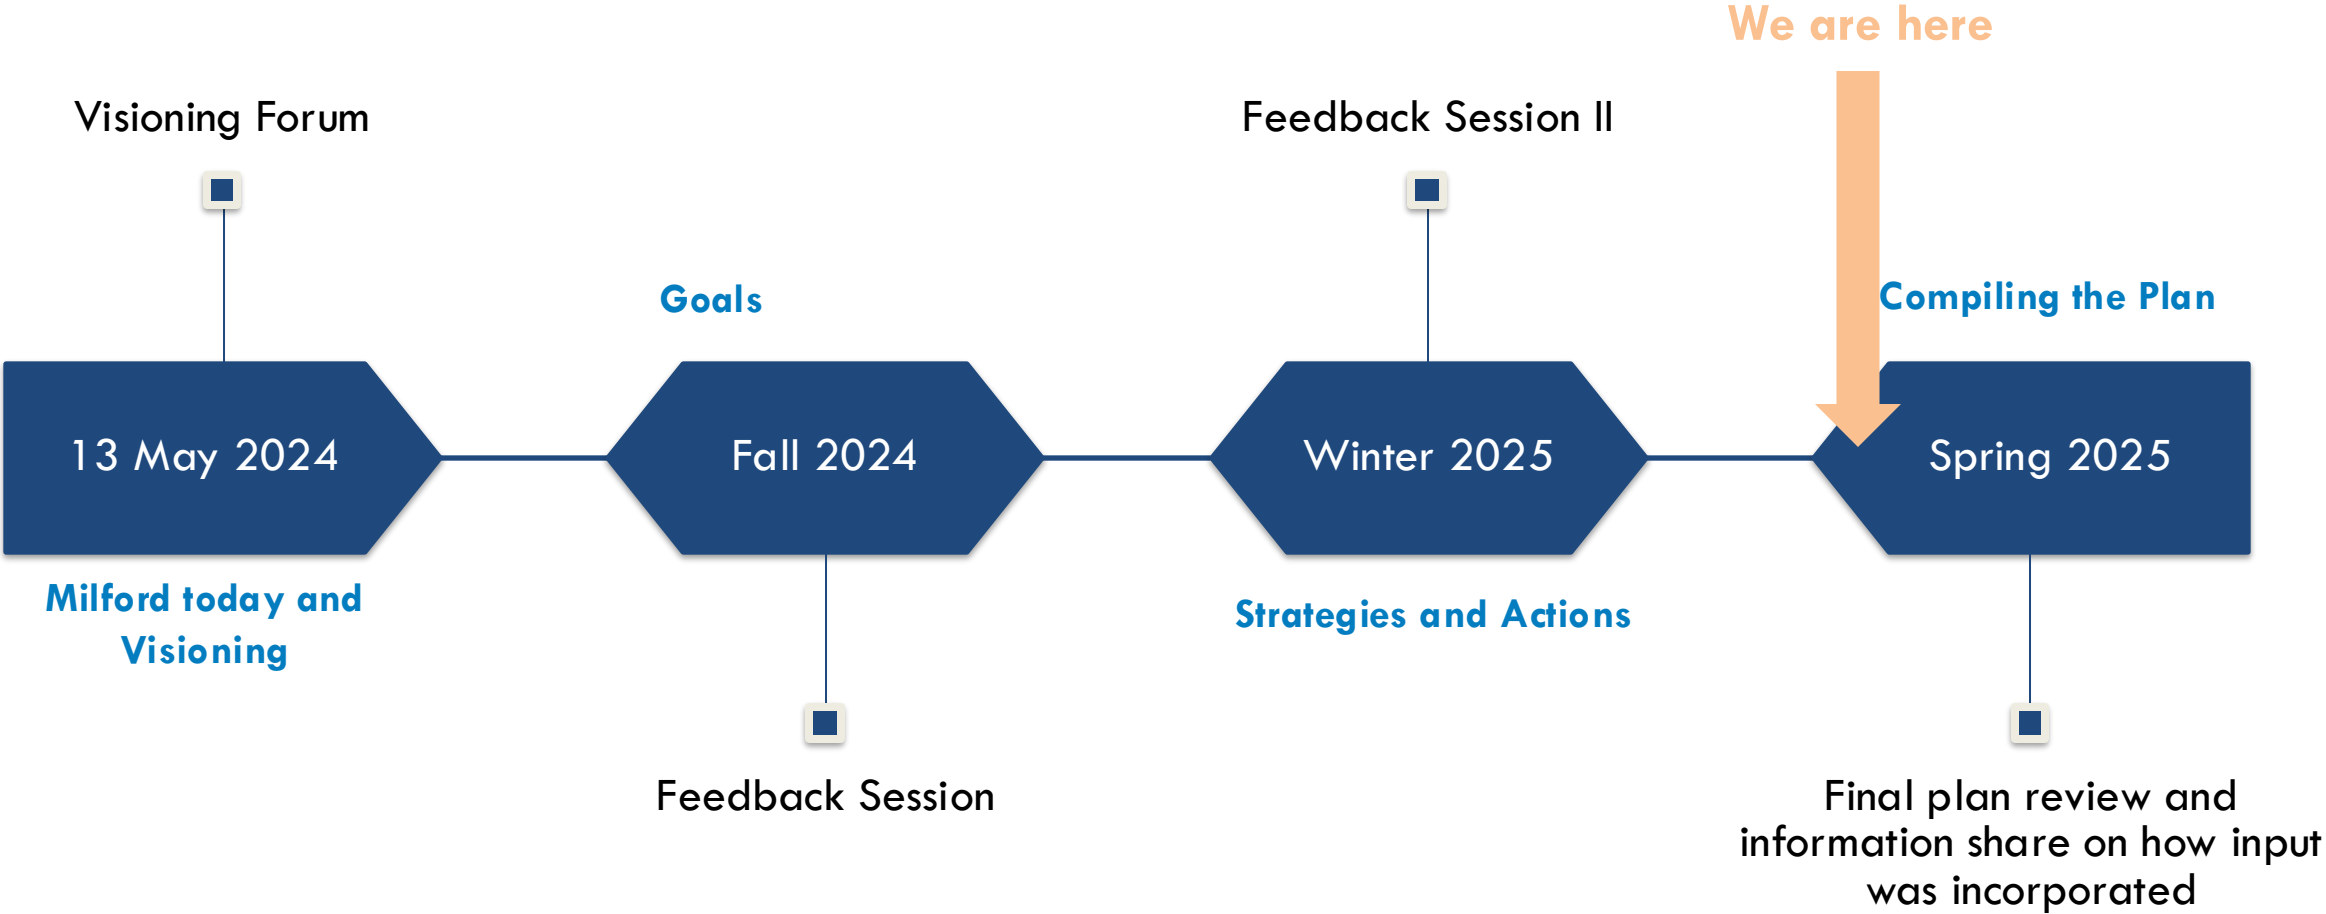 We are here
Visioning Forum
Feedback Session II
Goals
Compiling the Plan
13 May 2024
Fall 2024
Winter 2025
Spring 2025
Milford today and
Visioning
Strategies and Actions
Feedback Session
Final plan review and
information share on how input
was incorporated